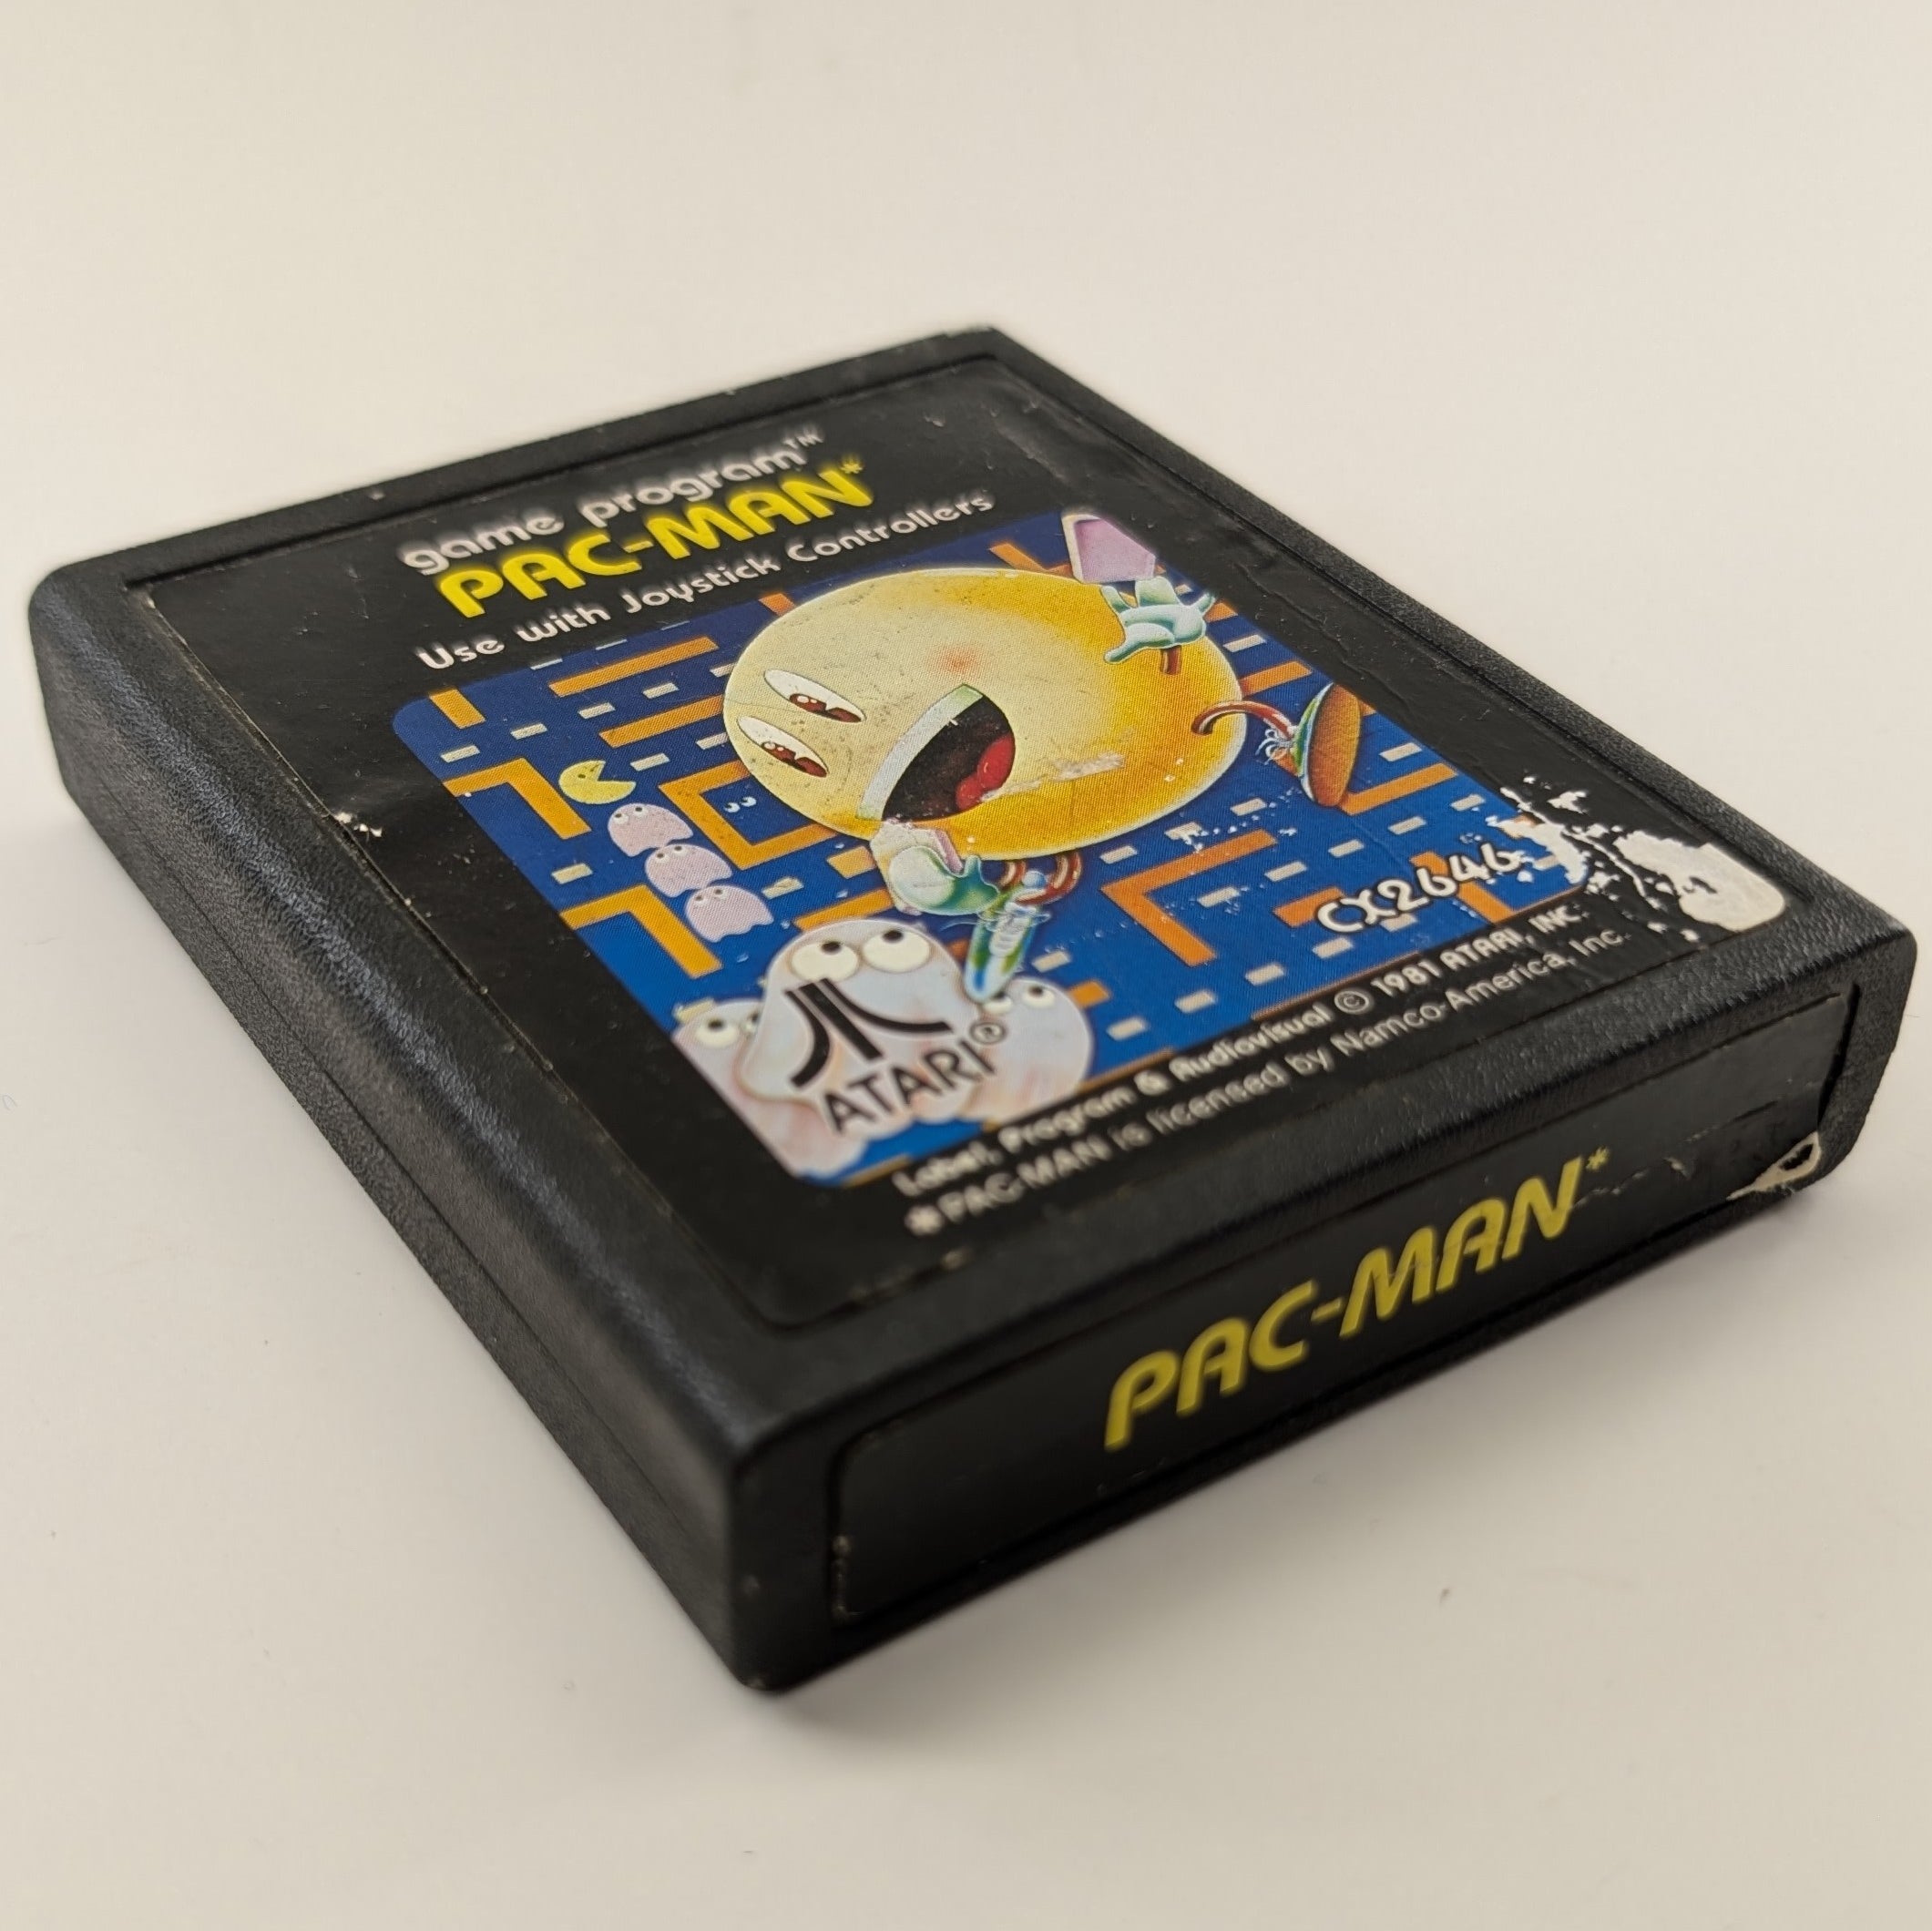 game program™
PAC-MAN*
Use with Joystick Controllers
CX2646
ATARI®
Label, Program & Audiovisual © 1981 ATARI, INC.
*PAC-MAN is licensed by Namco-America, Inc.
PAC-MAN*